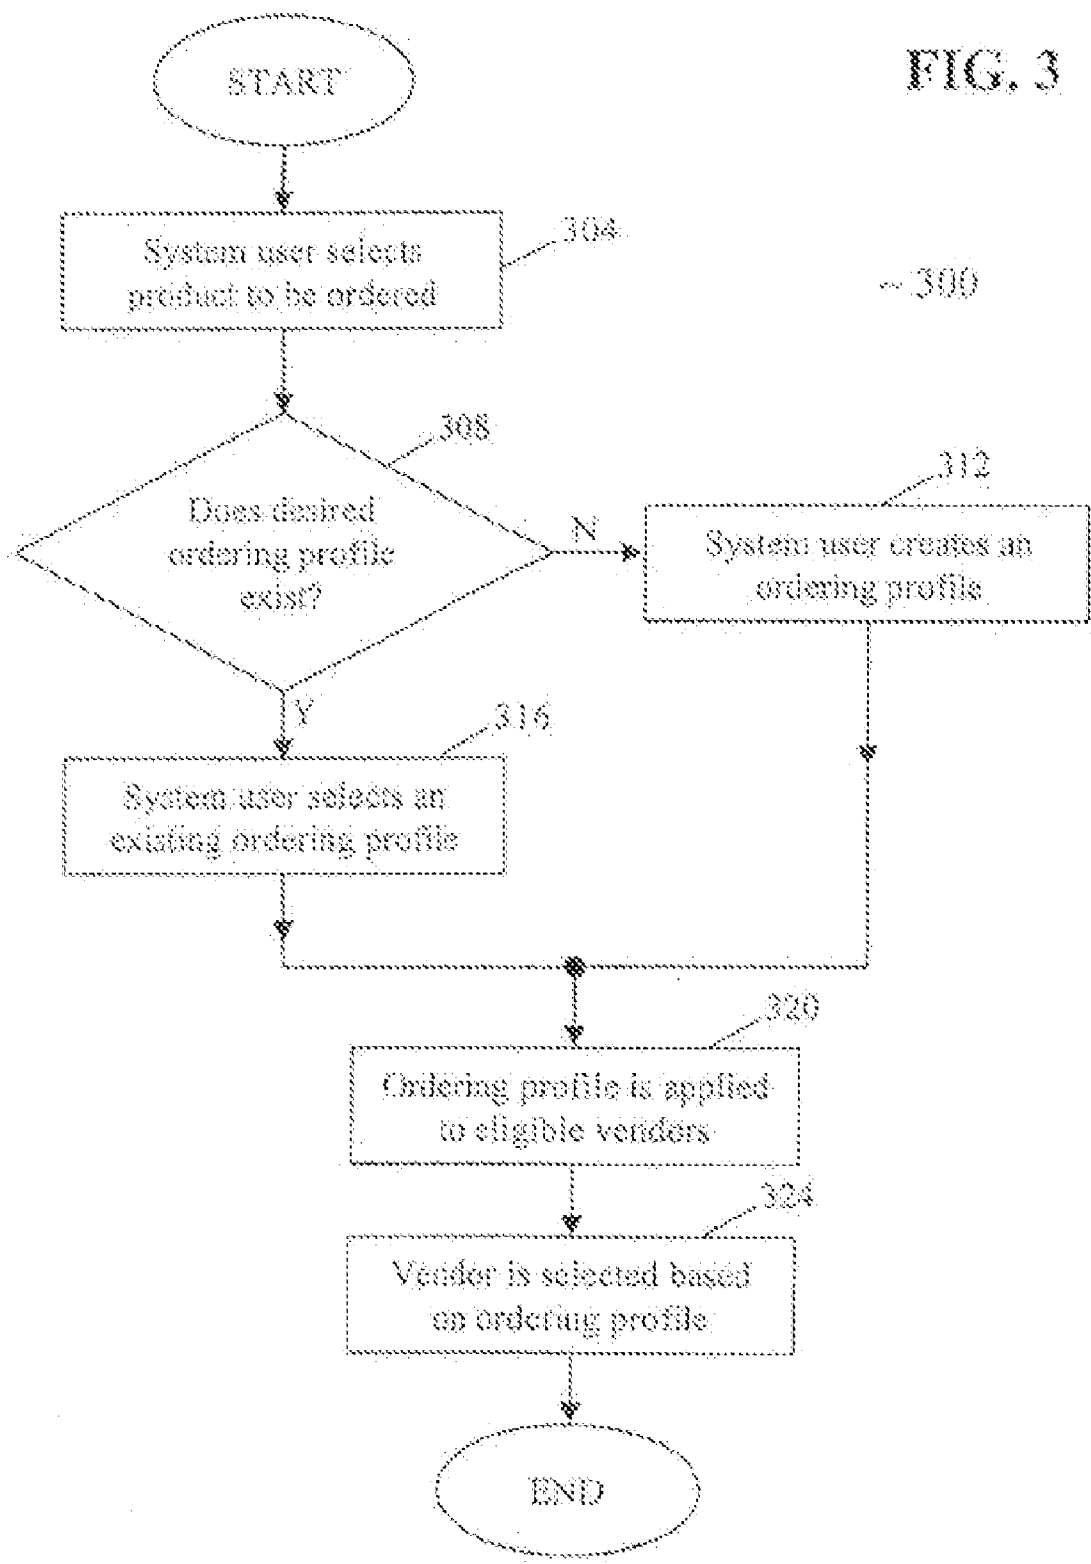 FIG. 3
START
304
System user selects
product to be ordered
~ 300
308
Does desired
ordering profile
exist?
N
312
System user creates an
ordering profile
Y
316
System user selects an
existing ordering profile
320
Ordering profile is applied
to eligible vendors
324
Vendor is selected based
on ordering profile
END